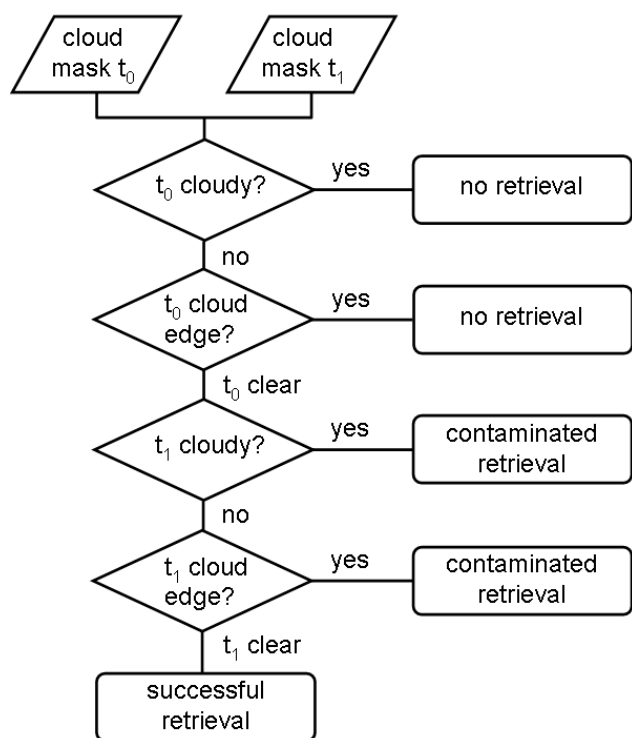 cloud
mask t₀
cloud
mask t₁
t₀ cloudy?
yes
no retrieval
no
t₀ cloud
edge?
yes
no retrieval
t₀ clear
t₁ cloudy?
yes
contaminated
retrieval
no
t₁ cloud
edge?
yes
contaminated
retrieval
t₁ clear
successful
retrieval